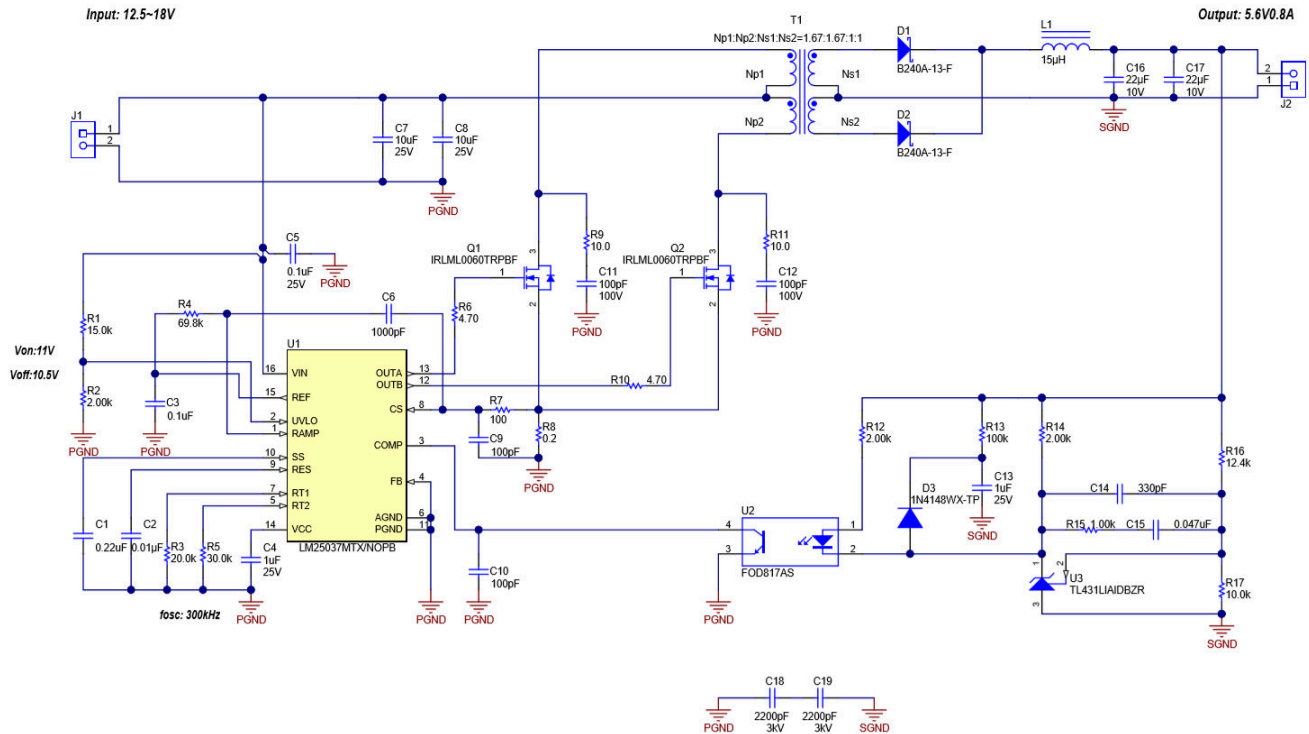 Input: 12.5~18V
T1
Np1:Np2:Ns1:Ns2=1.67:1.67:1:1
D1
B240A-13-F
L1
15µH
Output: 5.6V0.8A
Np1
Ns1
C16
22µF
10V
C17
22µF
10V
2
1
J2
SGND
J1
1
2
C7
10uF
25V
C8
10uF
25V
PGND
Np2
Ns2
D2
B240A-13-F
C5
0.1uF
25V
PGND
Q1
IRLML0060TRPBF
3
1
2
R9
10.0
C11
100pF
100V
PGND
Q2
IRLML0060TRPBF
3
1
2
R11
10.0
C12
100pF
100V
PGND
R1
15.0k
R4
69.8k
C6
1000pF
R6
4.70
Von:11V
Voff:10.5V
R2
2.00k
PGND
C3
0.1uF
PGND
U1
16
VIN
15
REF
2
UVLO
1
RAMP
10
SS
9
RES
7
RT1
5
RT2
14
VCC
OUTA
13
OUTB
12
CS
8
COMP
3
FB
4
AGND
6
PGND
11
LM25037MTX/NOPB
R10
4.70
R7
100
C9
100pF
R8
0.2
PGND
C1
0.22uF
C2
0.01µF
R3
20.0k
R5
30.0k
C4
1uF
25V
fosc: 300kHz
PGND
PGND
C10
100pF
PGND
U2
4
3
1
2
FOD817AS
PGND
R12
2.00k
R13
100k
R14
2.00k
R16
12.4k
D3
1N4148WX-TP
C13
1uF
25V
SGND
C14
330pF
R15
1.00k
C15
0.047uF
1
2
U3
TL431LIAIDBZR
3
R17
10.0k
SGND
C18
2200pF
3kV
C19
2200pF
3kV
PGND
SGND